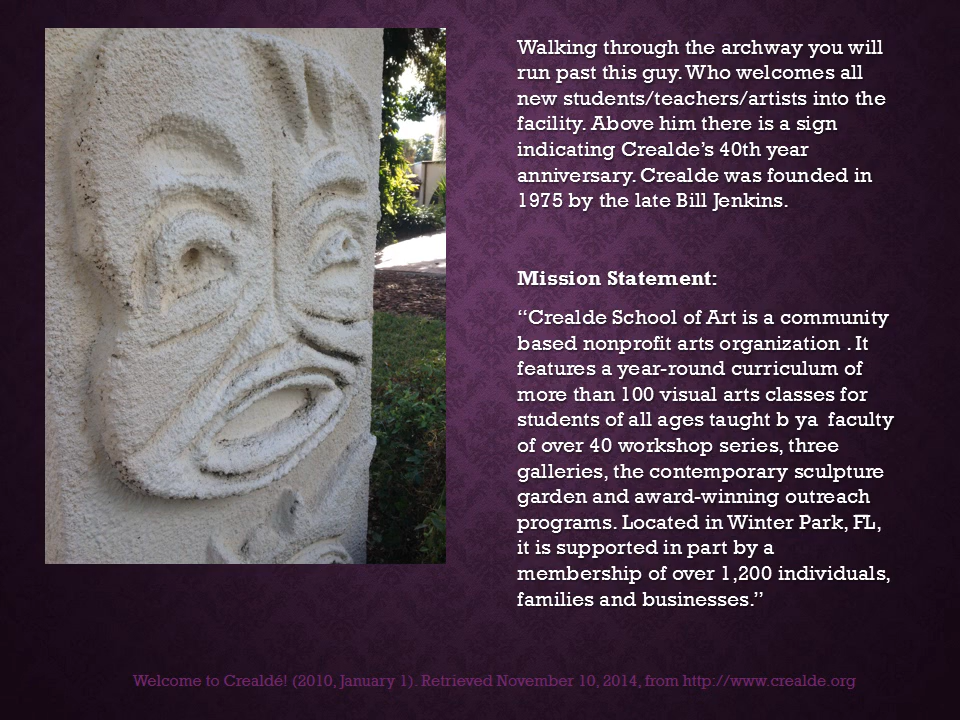 Walking through the archway you will
run past this guy. Who welcomes all
new students/teachers/artists into the
facility. Above him there is a sign
indicating Crealde’s 40th year
anniversary. Crealde was founded in
1975 by the late Bill Jenkins.
Mission Statement:
“Crealde School of Art is a community
based nonprofit arts organization . It
features a year-round curriculum of
more than 100 visual arts classes for
students of all ages taught b ya  faculty
of over 40 workshop series, three
galleries, the contemporary sculpture
garden and award-winning outreach
programs. Located in Winter Park, FL,
it is supported in part by a
membership of over 1,200 individuals,
families and businesses.”
Welcome to Crealdé! (2010, January 1). Retrieved November 10, 2014, from http://www.crealde.org